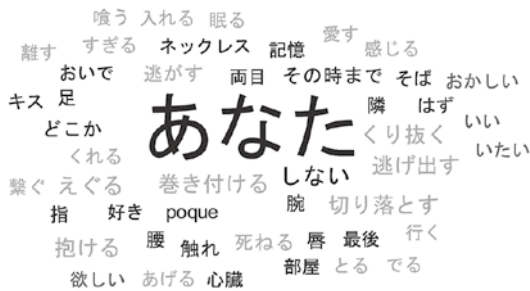 喰う 入れる 眠る 愛す
離す すぎる ネックレス 記憶 感じる
おいで 逃がす 両目 その時まで そば おかしい
キス 足 あなた 隣 はず いい
どこか くり抜く いたい
くれる しない 逃げ出す
繋ぐ えぐる 巻き付ける 腕 切り落とす
指 好き poque 行く
抱ける 腰 触れ 死ねる 唇 最後
欲しい あげる 心臓 部屋 とる でる